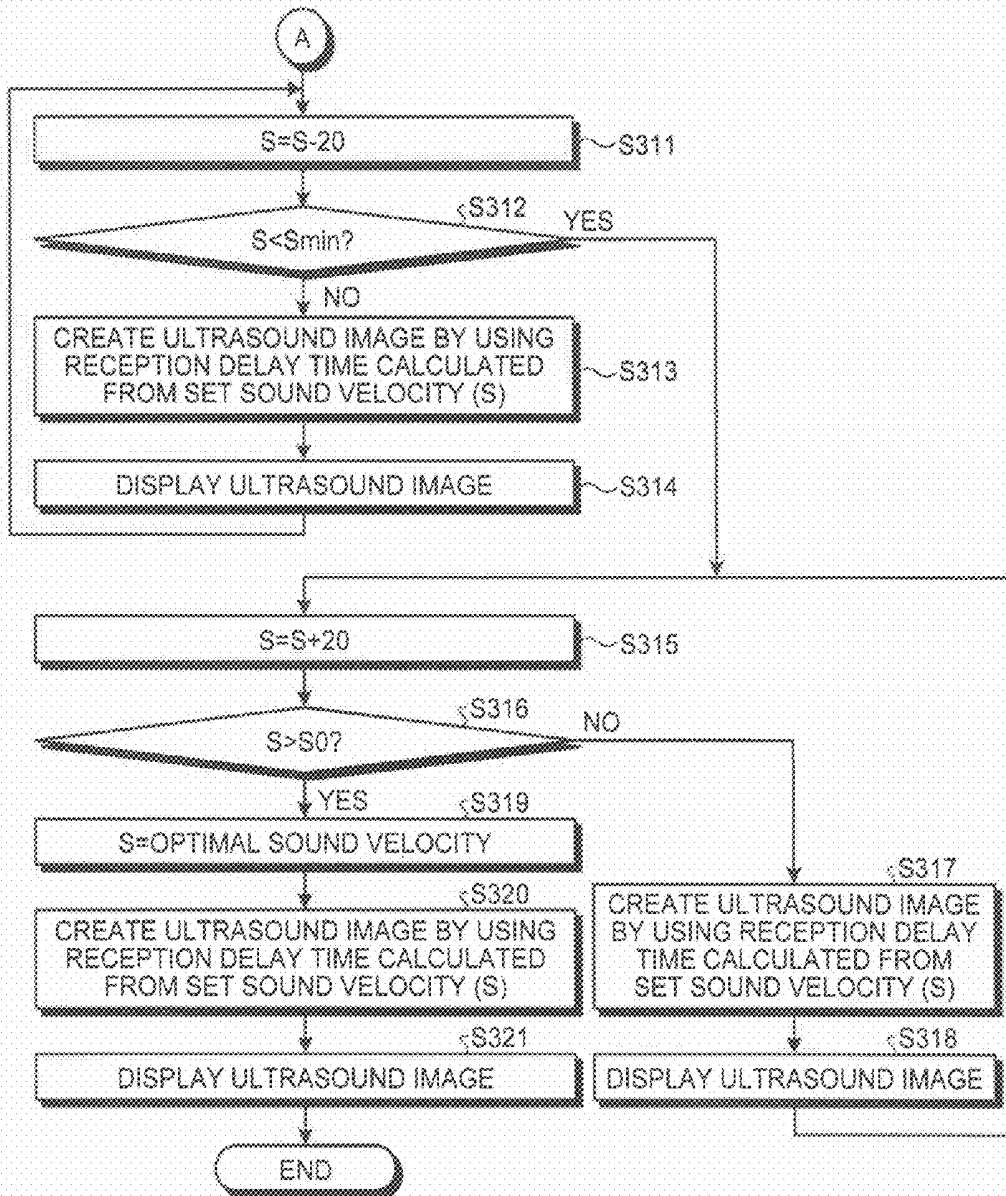 A
S=S-20
S311
S312
S<Smin?
YES
NO
CREATE ULTRASOUND IMAGE BY USING
RECEPTION DELAY TIME CALCULATED
FROM SET SOUND VELOCITY (S)
S313
DISPLAY ULTRASOUND IMAGE
S314
S=S+20
S315
S316
S>S0?
NO
YES
S319
S=OPTIMAL SOUND VELOCITY
S320
CREATE ULTRASOUND IMAGE BY USING
RECEPTION DELAY TIME CALCULATED
FROM SET SOUND VELOCITY (S)
S321
DISPLAY ULTRASOUND IMAGE
END
S317
CREATE ULTRASOUND IMAGE
BY USING RECEPTION DELAY
TIME CALCULATED FROM
SET SOUND VELOCITY (S)
S318
DISPLAY ULTRASOUND IMAGE